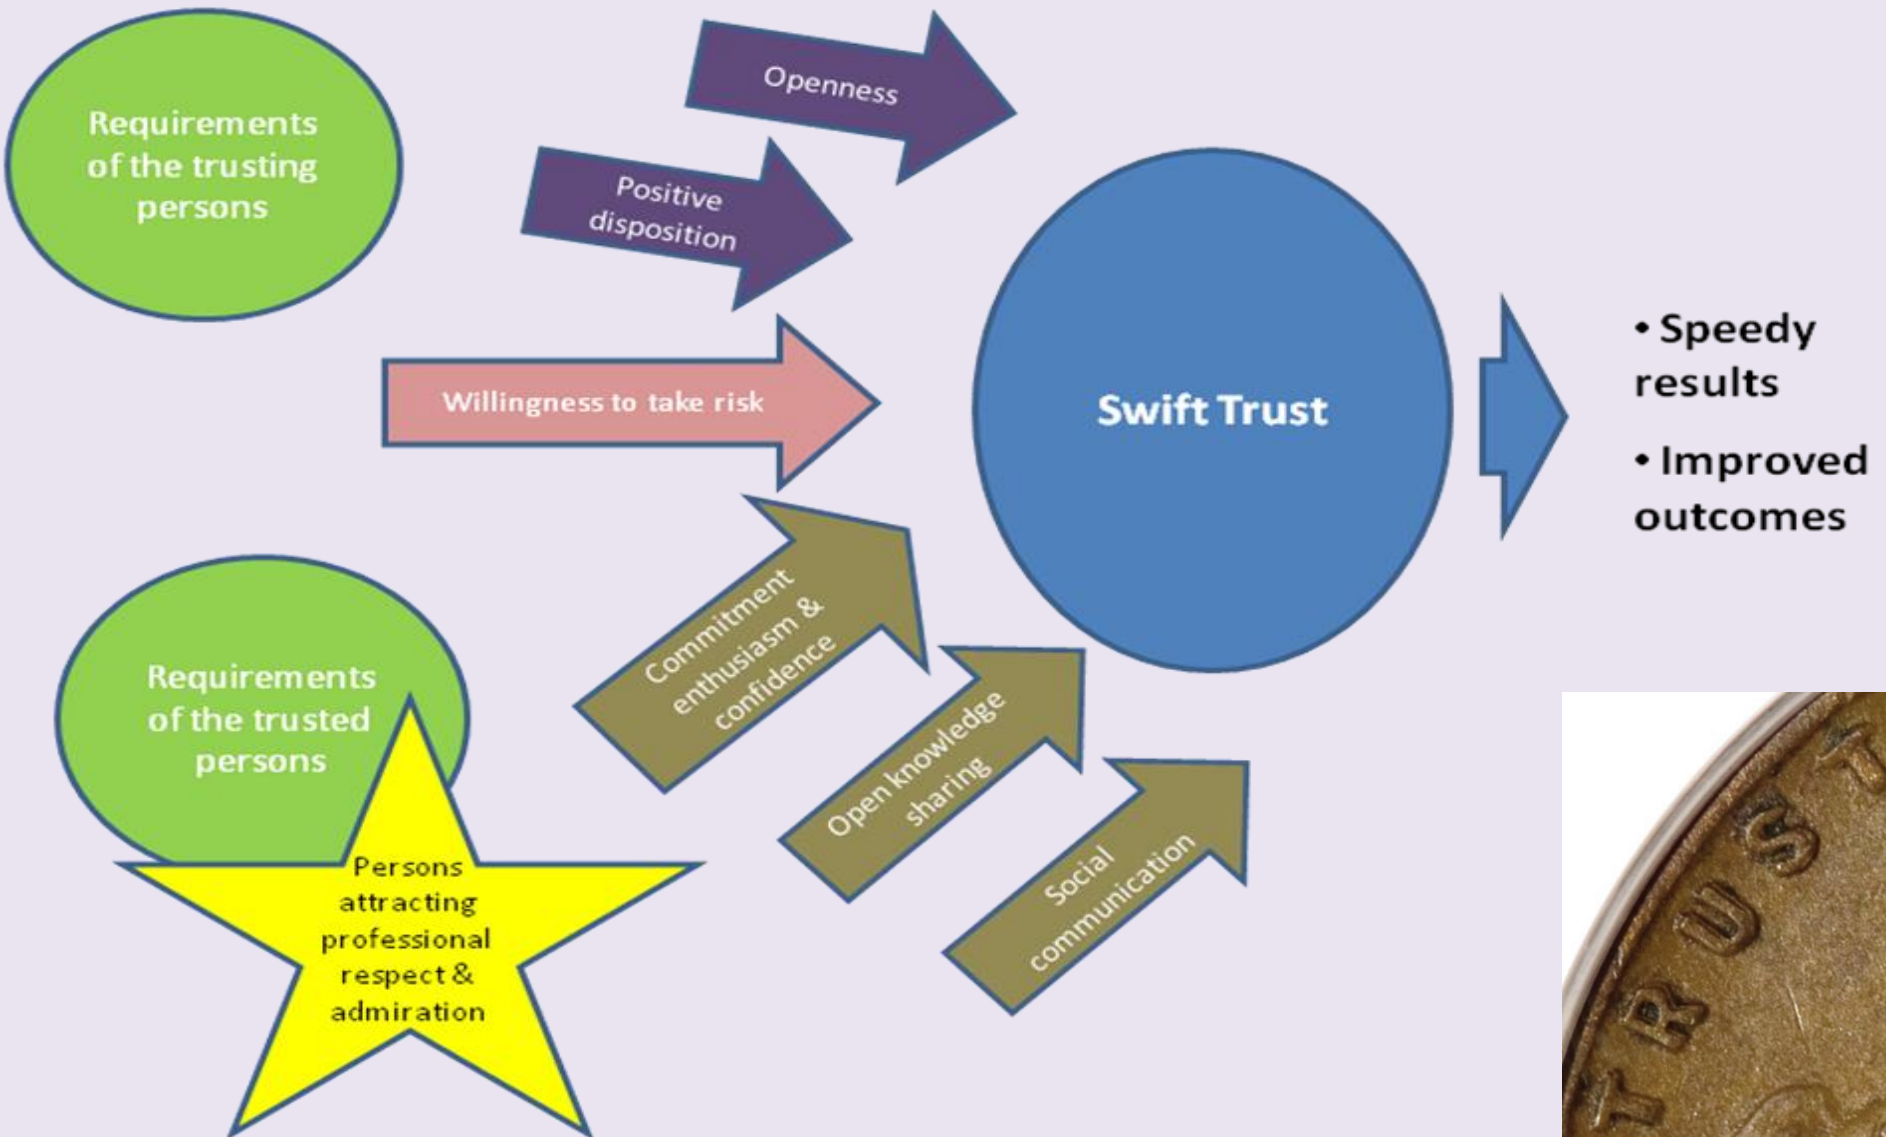 Requirements
of the trusting
persons
Openness
Positive
disposition
Willingness to take risk
Swift Trust
• Speedy
results
• Improved
outcomes
Requirements
of the trusted
persons
Persons
attracting
professional
respect &
admiration
Commitment
enthusiasm &
confidence
Open knowledge
sharing
Social
communication
TRUST